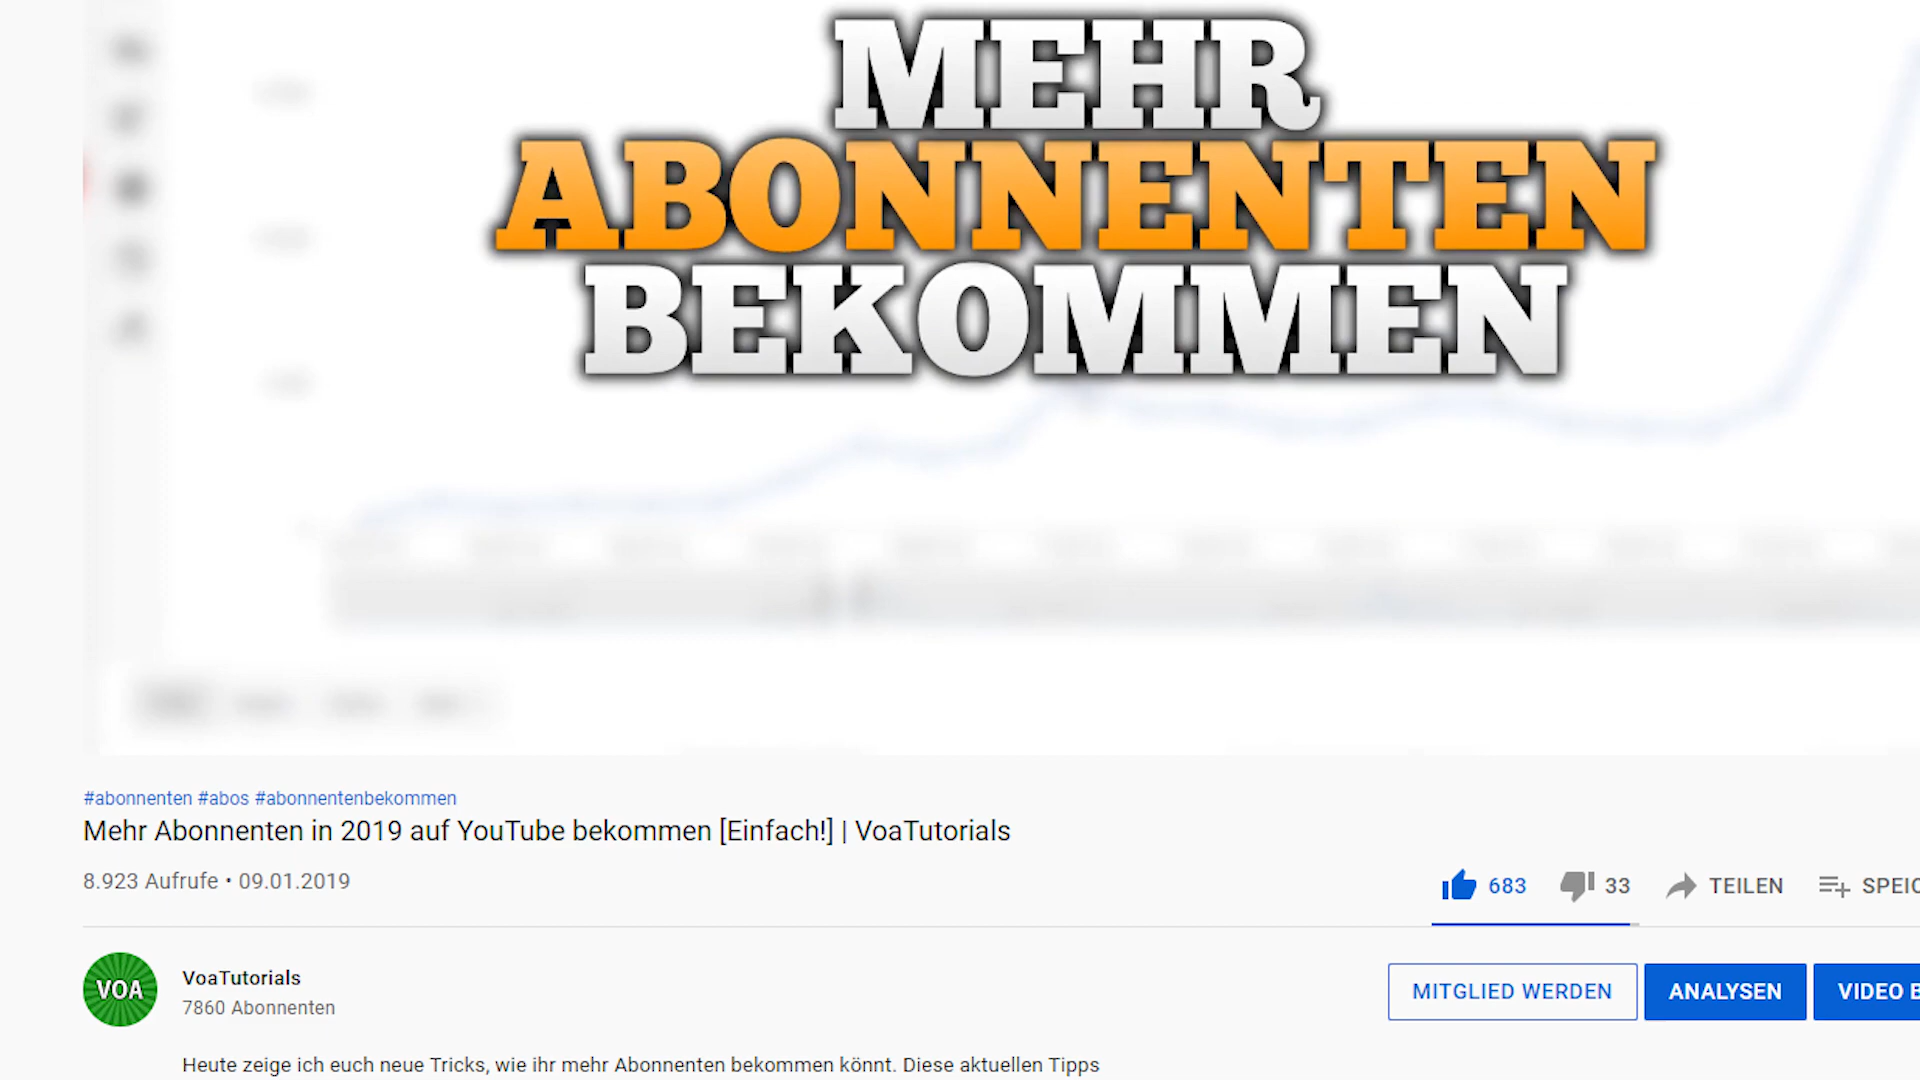 MEHR
ABONNENTEN
BEKOMMEN
#abonnenten #abos #abonnentenbekommen
Mehr Abonnenten in 2019 auf YouTube bekommen [Einfach!] | VoaTutorials
8.923 Aufrufe • 09.01.2019
683 33 TEILEN SPEIC
VOA
VoaTutorials
7860 Abonnenten
MITGLIED WERDEN ANALYSEN VIDEO B
Heute zeige ich euch neue Tricks, wie ihr mehr Abonnenten bekommen könnt. Diese aktuellen Tipps